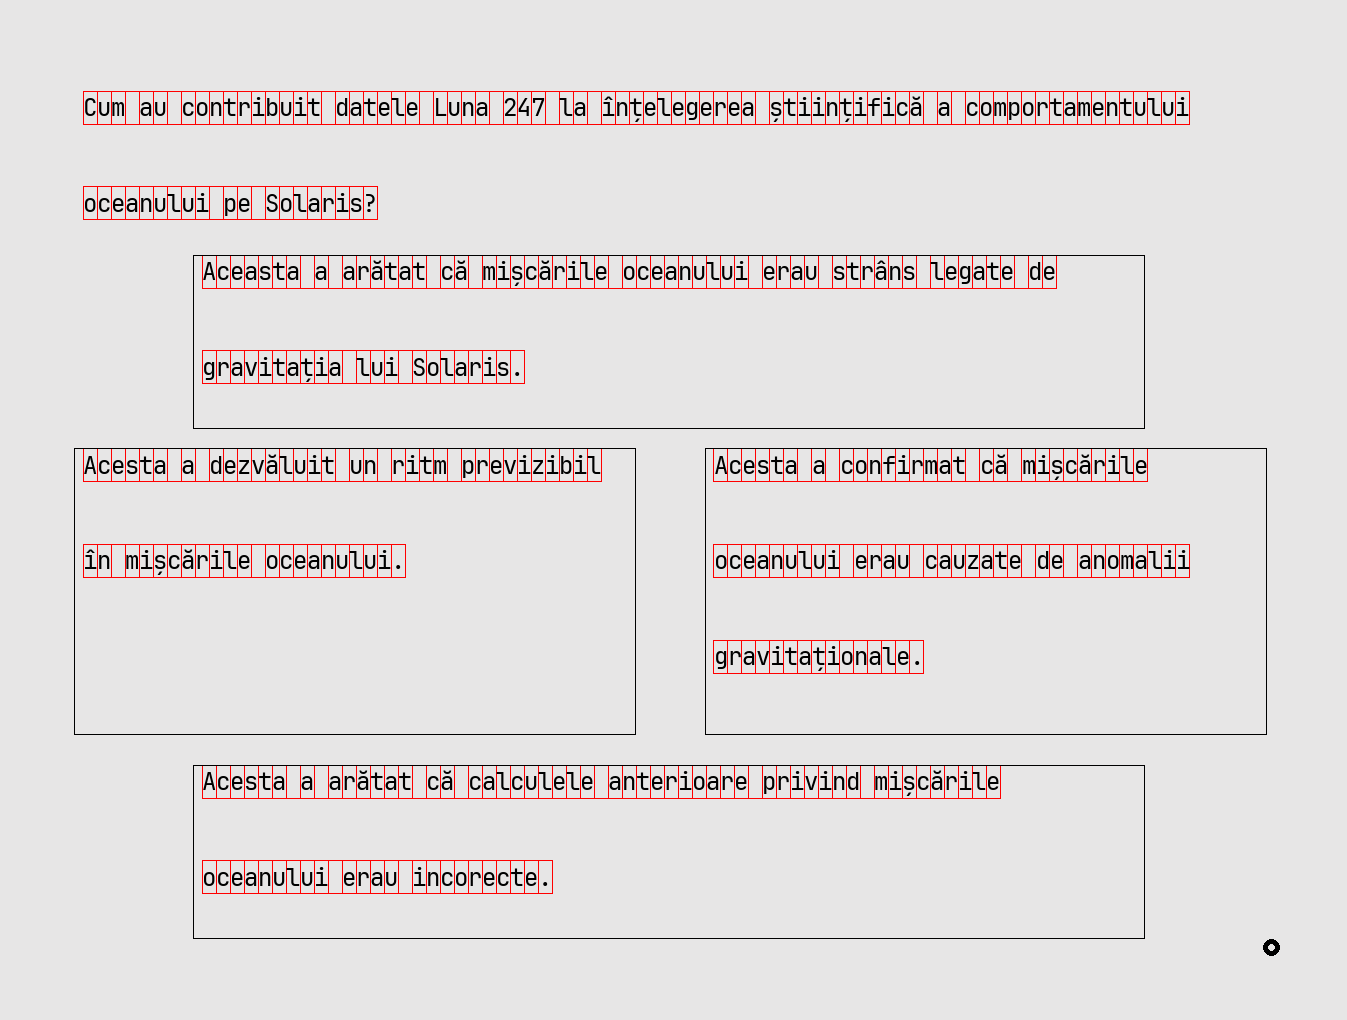 Cum au contribuit datele Luna 247 la înțelegerea științifică a comportamentului
oceanului pe Solaris?
Aceasta a arătat că mișcările oceanului erau strâns legate de
gravitația lui Solaris.
Acesta a dezvăluit un ritm previzibil
în mișcările oceanului.
Acesta a confirmat că mișcările
oceanului erau cauzate de anomalii
gravitaționale.
Acesta a arătat că calculele anterioare privind mișcările
oceanului erau incorecte.